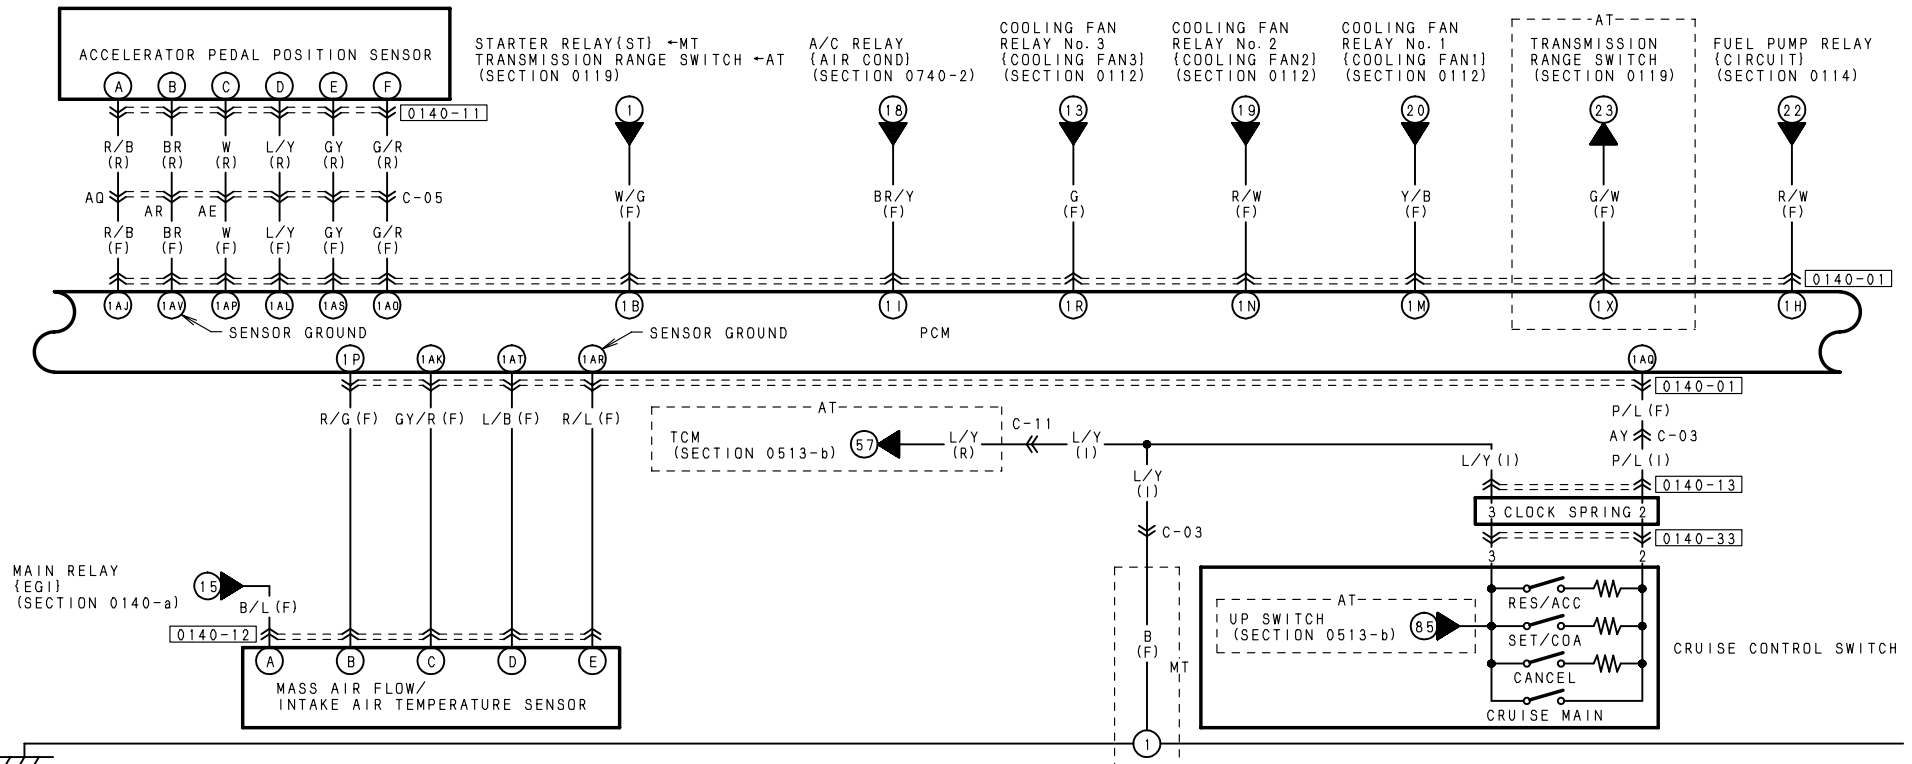 ACCELERATOR PEDAL POSITION SENSOR
A B C D E F
0140-11
R/B BR W L/Y GY G/R
(R) (R) (R) (R) (R) (R)
AQ AR AE C-05
R/B BR W L/Y GY G/R
(F) (F) (F) (F) (F) (F)
STARTER RELAY{ST} ←MT
TRANSMISSION RANGE SWITCH ←AT
(SECTION 0119)
1
W/G
(F)
A/C RELAY
{AIR COND}
(SECTION 0740-2)
18
BR/Y
(F)
COOLING FAN
RELAY No. 3
{COOLING FAN3}
(SECTION 0112)
13
G
(F)
COOLING FAN
RELAY No. 2
{COOLING FAN2}
(SECTION 0112)
19
R/W
(F)
COOLING FAN
RELAY No. 1
{COOLING FAN1}
(SECTION 0112)
20
Y/B
(F)
AT
TRANSMISSION
RANGE SWITCH
(SECTION 0119)
23
G/W
(F)
FUEL PUMP RELAY
{CIRCUIT}
(SECTION 0114)
22
R/W
(F)
0140-01
1AJ 1AV 1AP 1AL 1AS 1AO 1B 1I 1R 1N 1M 1X 1H
SENSOR GROUND
SENSOR GROUND
PCM
1P 1AK 1AT 1AR 1AQ
0140-01
R/G (F) GY/R (F) L/B (F) R/L (F)
P/L (F)
AY C-03
P/L (I)
AT
TCM
(SECTION 0513-b)
57
L/Y
(R)
C-11
L/Y
(I)
L/Y
(I)
L/Y (I)
0140-13
3 CLOCK SPRING 2
C-03
0140-33
3 2
MAIN RELAY
{EGI}
(SECTION 0140-a)
15
B/L (F)
0140-12
A B C D E
MASS AIR FLOW/
INTAKE AIR TEMPERATURE SENSOR
B
(F)
MT
1
AT
UP SWITCH
(SECTION 0513-b)
85
RES/ACC
SET/COA
CANCEL
CRUISE MAIN
CRUISE CONTROL SWITCH